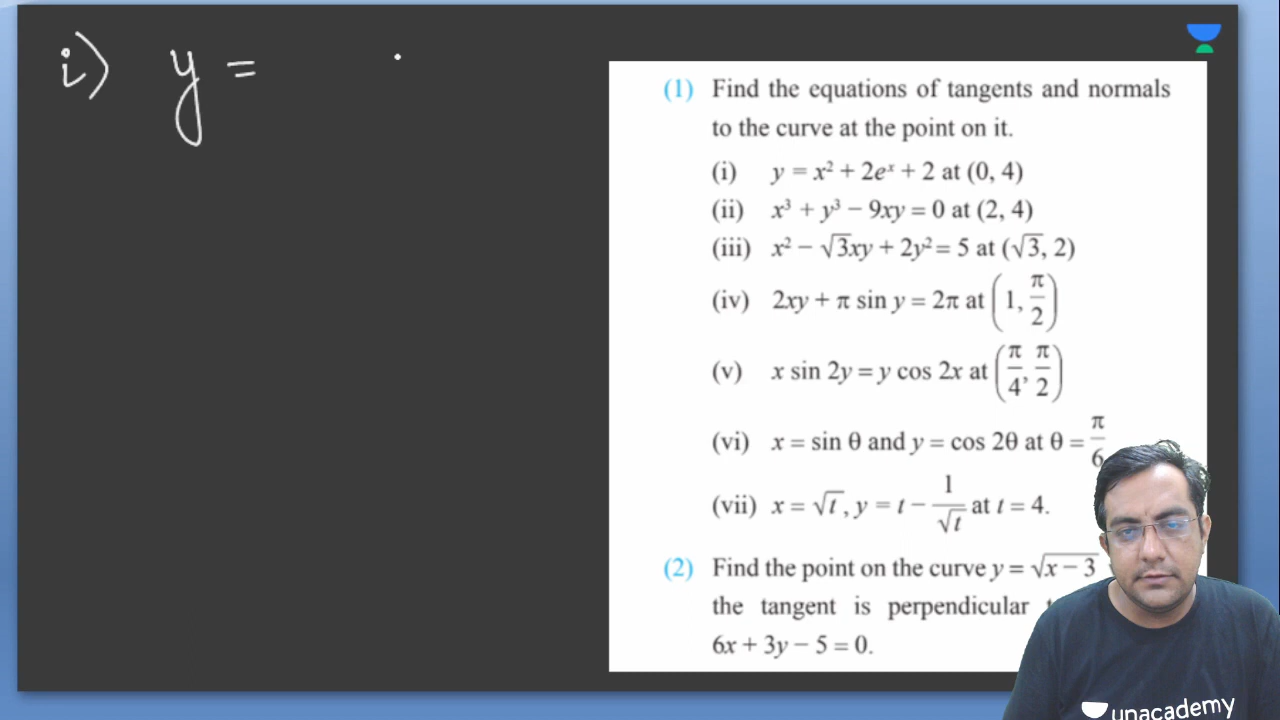 i) y =
(1) Find the equations of tangents and normals
to the curve at the point on it.
(i) y = x² + 2eˣ + 2 at (0, 4)
(ii) x³ + y³ − 9xy = 0 at (2, 4)
(iii) x² − √3xy + 2y² = 5 at (√3, 2)
(iv) 2xy + π sin y = 2π at (1, π/2)
(v) x sin 2y = y cos 2x at (π/4, π/2)
(vi) x = sin θ and y = cos 2θ at θ = π/6
(vii) x = √t, y = t − 1/√t at t = 4.
(2) Find the point on the curve y = √x − 3
the tangent is perpendicular
6x + 3y − 5 = 0.
unacademy